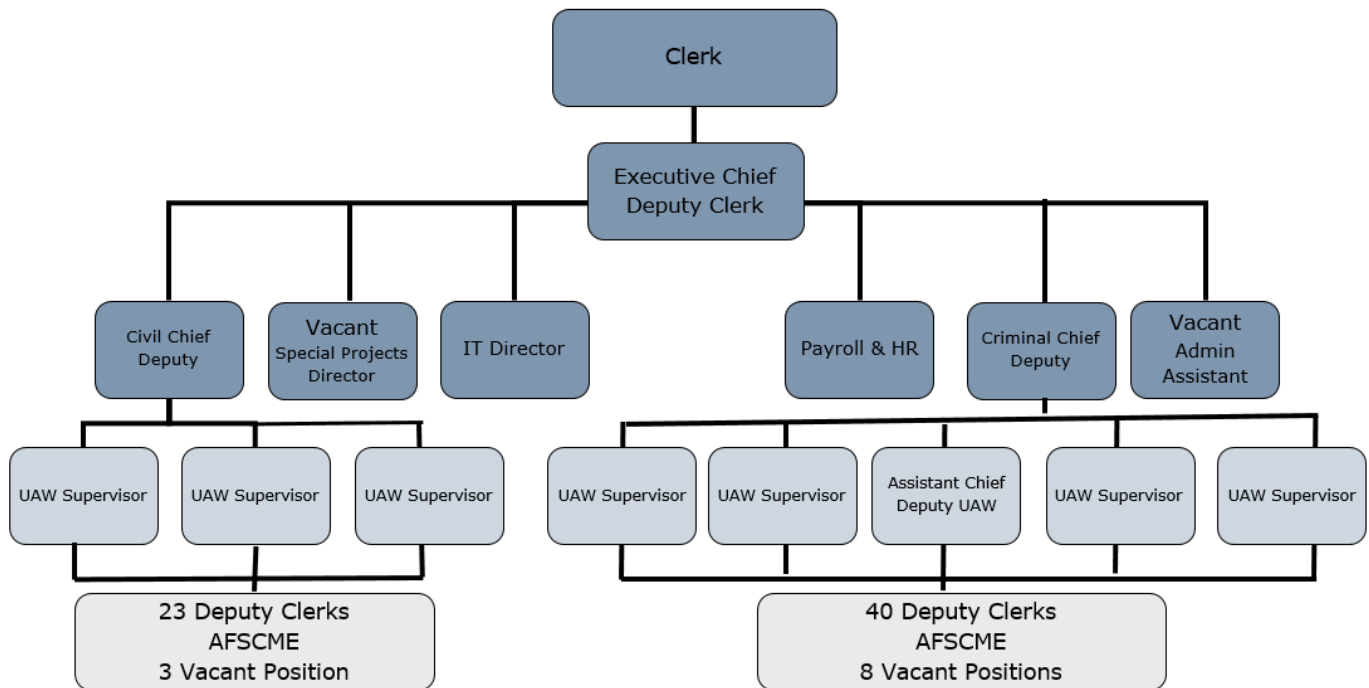 Clerk
Executive Chief
Deputy Clerk
Civil Chief
Deputy
Vacant
Special Projects
Director
IT Director
Payroll & HR
Criminal Chief
Deputy
Vacant
Admin
Assistant
UAW Supervisor
UAW Supervisor
UAW Supervisor
UAW Supervisor
UAW Supervisor
Assistant Chief
Deputy UAW
UAW Supervisor
UAW Supervisor
23 Deputy Clerks
AFSCME
3 Vacant Position
40 Deputy Clerks
AFSCME
8 Vacant Positions